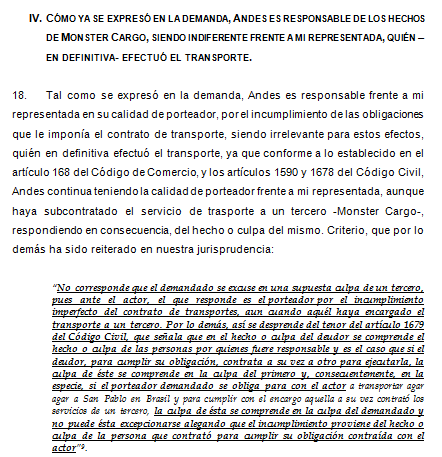 IV. CÓMO YA SE EXPRESÓ EN LA DEMANDA, ANDES ES RESPONSABLE DE LOS HECHOS
DE MONSTER CARGO, SIENDO INDIFERENTE FRENTE A MI REPRESENTADA, QUIÉN –
EN DEFINITIVA- EFECTUÓ EL TRANSPORTE.
18. Tal como se expresó en la demanda, Andes es responsable frente a mi
representada en su calidad de porteador, por el incumplimiento de las obligaciones
que le imponía el contrato de transporte, siendo irrelevante para estos efectos,
quién en definitiva efectuó el transporte, ya que conforme a lo establecido en el
artículo 168 del Código de Comercio, y los artículos 1590 y 1678 del Código Civil,
Andes continua teniendo la calidad de porteador frente a mi representada, aunque
haya subcontratado el servicio de trasporte a un tercero -Monster Cargo-,
respondiendo en consecuencia, del hecho o culpa del mismo. Criterio, que por lo
demás ha sido reiterado en nuestra jurisprudencia:
"No corresponde que el demandado se excuse en una supuesta culpa de un tercero,
pues ante el actor, el que responde es el porteador por el incumplimiento
imperfecto del contrato de transportes, aun cuando aquél haya encargado el
transporte a un tercero. Por lo demás, así se desprende del tenor del artículo 1679
del Código Civil, que señala que en el hecho o culpa del deudor se comprende el
hecho o culpa de las personas por quienes fuere responsable y es el caso que si el
deudor, para cumplir su obligación, contrata a su vez a otro para ejecutarla, la
culpa de éste se comprende en la culpa del primero y, consecuentemente, en la
especie, si el porteador demandado se obliga para con el actor a transportar agar
agar a San Pablo en Brasil y para cumplir con el encargo aquella a su vez contrató los
servicios de un tercero, la culpa de ésta se comprende en la culpa del demandado y
no puede ésta excepcionarse alegando que el incumplimiento proviene del hecho o
culpa de la persona que contrató para cumplir su obligación contraída con el
actor"⁹.